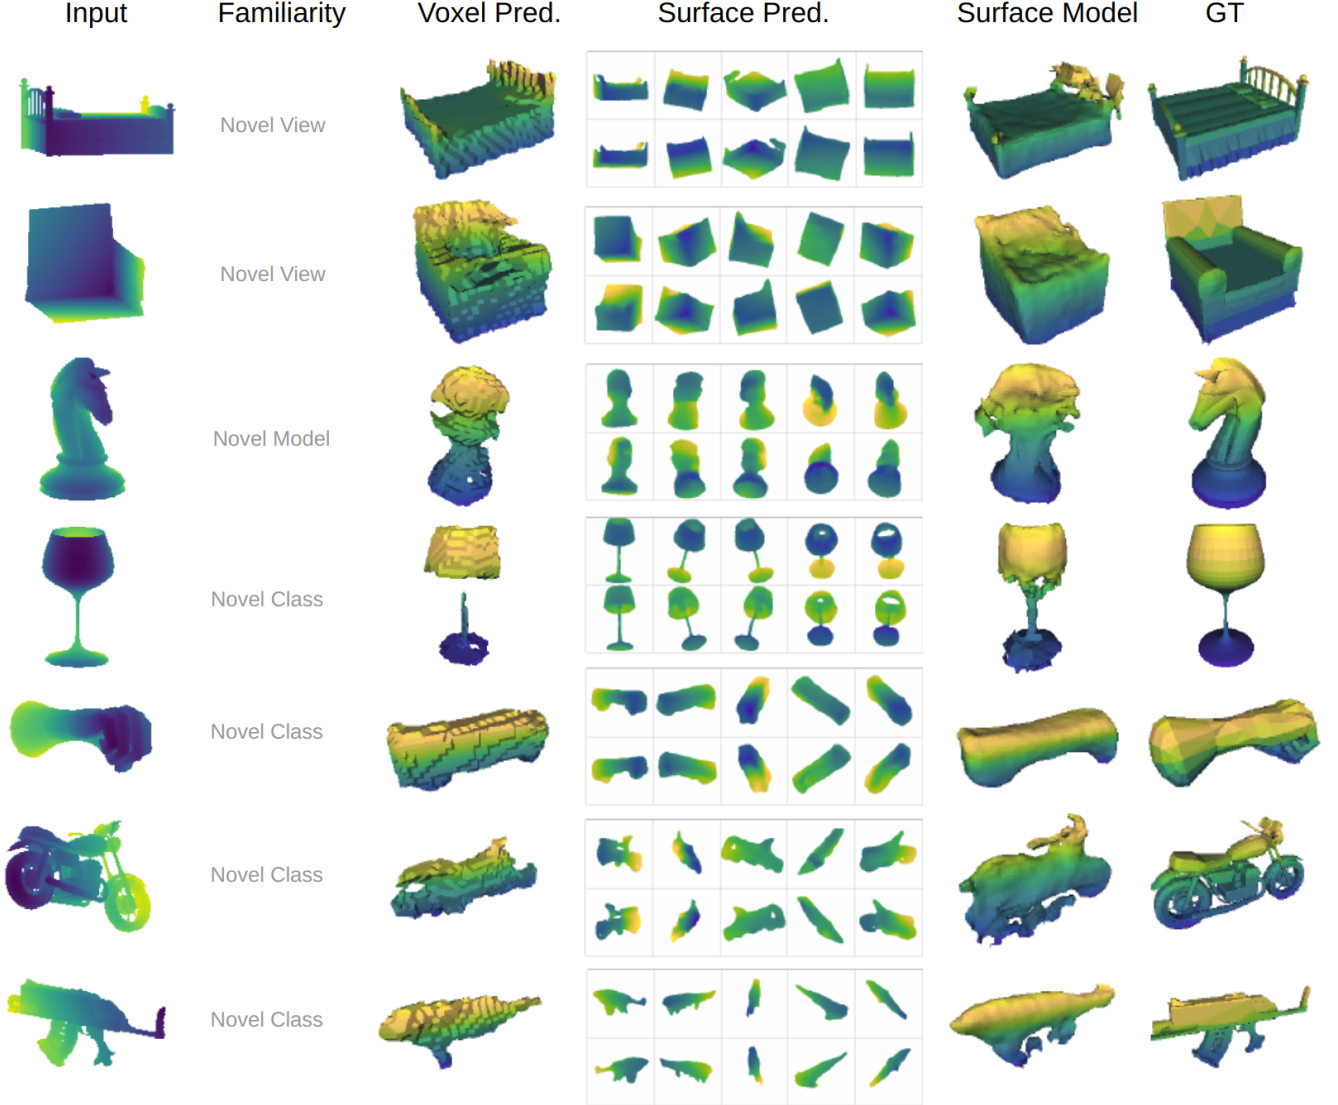 Input Familiarity Voxel Pred. Surface Pred. Surface Model GT
Novel View
Novel View
Novel Model
Novel Class
Novel Class
Novel Class
Novel Class